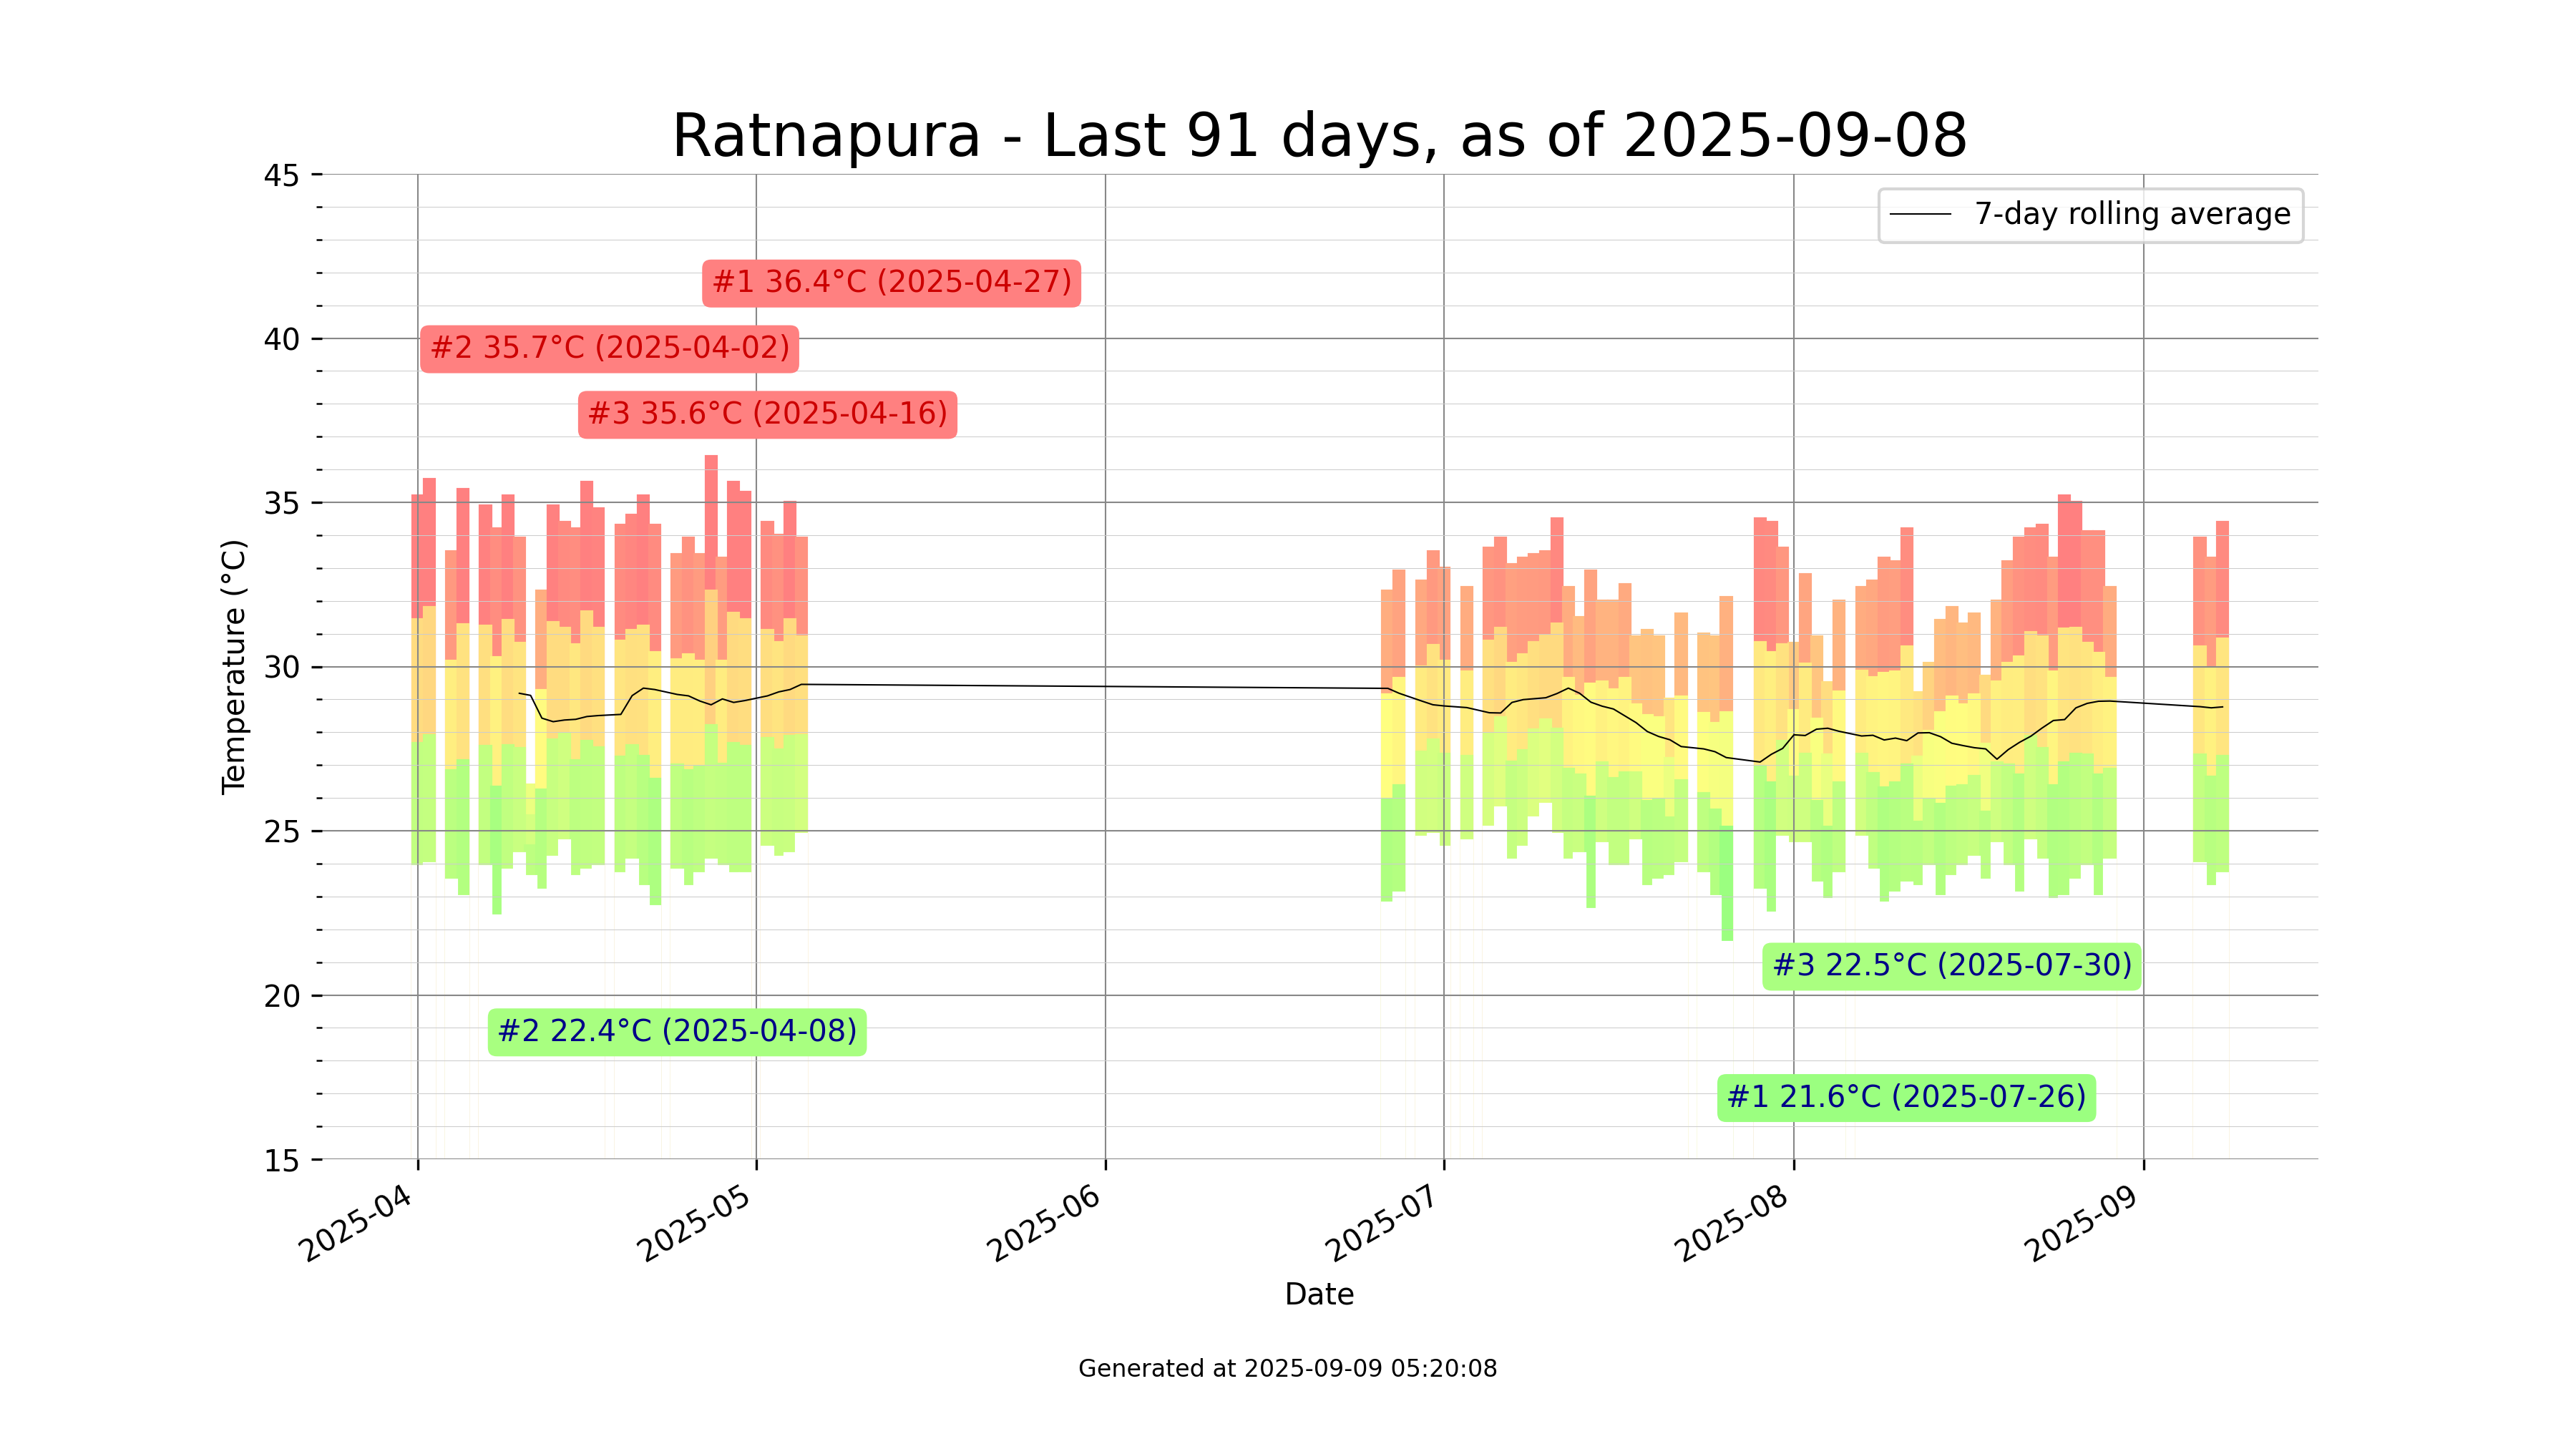 Ratnapura - Last 91 days, as of 2025-09-08
7-day rolling average
#1 36.4°C (2025-04-27)
#2 35.7°C (2025-04-02)
#3 35.6°C (2025-04-16)
#3 22.5°C (2025-07-30)
#2 22.4°C (2025-04-08)
#1 21.6°C (2025-07-26)
Temperature (°C)
45
40
35
30
25
20
15
2025-04
2025-05
2025-06
2025-07
2025-08
2025-09
Date
Generated at 2025-09-09 05:20:08